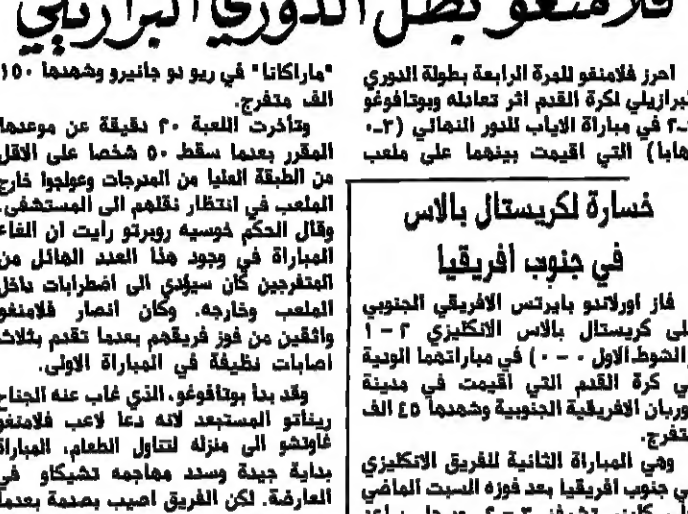 فلامنغو بطل الدوري البرازيلي
احرز فلامنغو للمرة الرابعة بطولة الدوري
البرازيلي لكرة القدم اثر تعادله وبوتافوغو
٢ـ٢ في مباراة الاياب للدور النهائي (٣ـ٠
ذهابا) التي اقيمت بينهما على ملعب
"ماراكانا" في ريو دو جانيرو وشهدها ١٥٠
الف متفرج.
وتأخرت اللعبة ٢٠ دقيقة عن موعدها
المقرر بعدما سقط ٥٠ شخصا على الاقل
من الطبقة العليا من المدرجات وعولجوا خارج
الملعب في انتظار نقلهم الى المستشفى.
وقال الحكم خوسيه روبرتو رايت ان الغاء
المباراة في وجود هذا العدد الهائل من
المتفرجين كان سيؤدي الى اضطرابات داخل
الملعب وخارجه. وكان انصار فلامنغو
واثقين من فوز فريقهم بعدما تقدم بثلاث
اصابات نظيفة في المباراة الاولى.
وقد بدأ بوتافوغو، الذي غاب عنه الجناح
ريناتو المستبعد لانه دعا لاعب فلامنغو
غاوتشو الى منزله لتناول الطعام، المباراة
بداية جيدة وسدد مهاجمه تشيكاو في
العارضة. لكن الفريق اصيب بصدمة بعدما
خسارة لكريستال بالاس
في جنوب افريقيا
فاز اورلاندو بايرتس الافريقي الجنوبي
على كريستال بالاس الانكليزي ٢ – ١
(الشوط الاول ٠ – ٠) في مباراتهما الودية
في كرة القدم التي اقيمت في مدينة
دوربان الافريقية الجنوبية وشهدها ٤٥ الف
متفرج.
وهي المباراة الثانية للفريق الانكليزي
في جنوب افريقيا بعد فوزه السبت الماضي